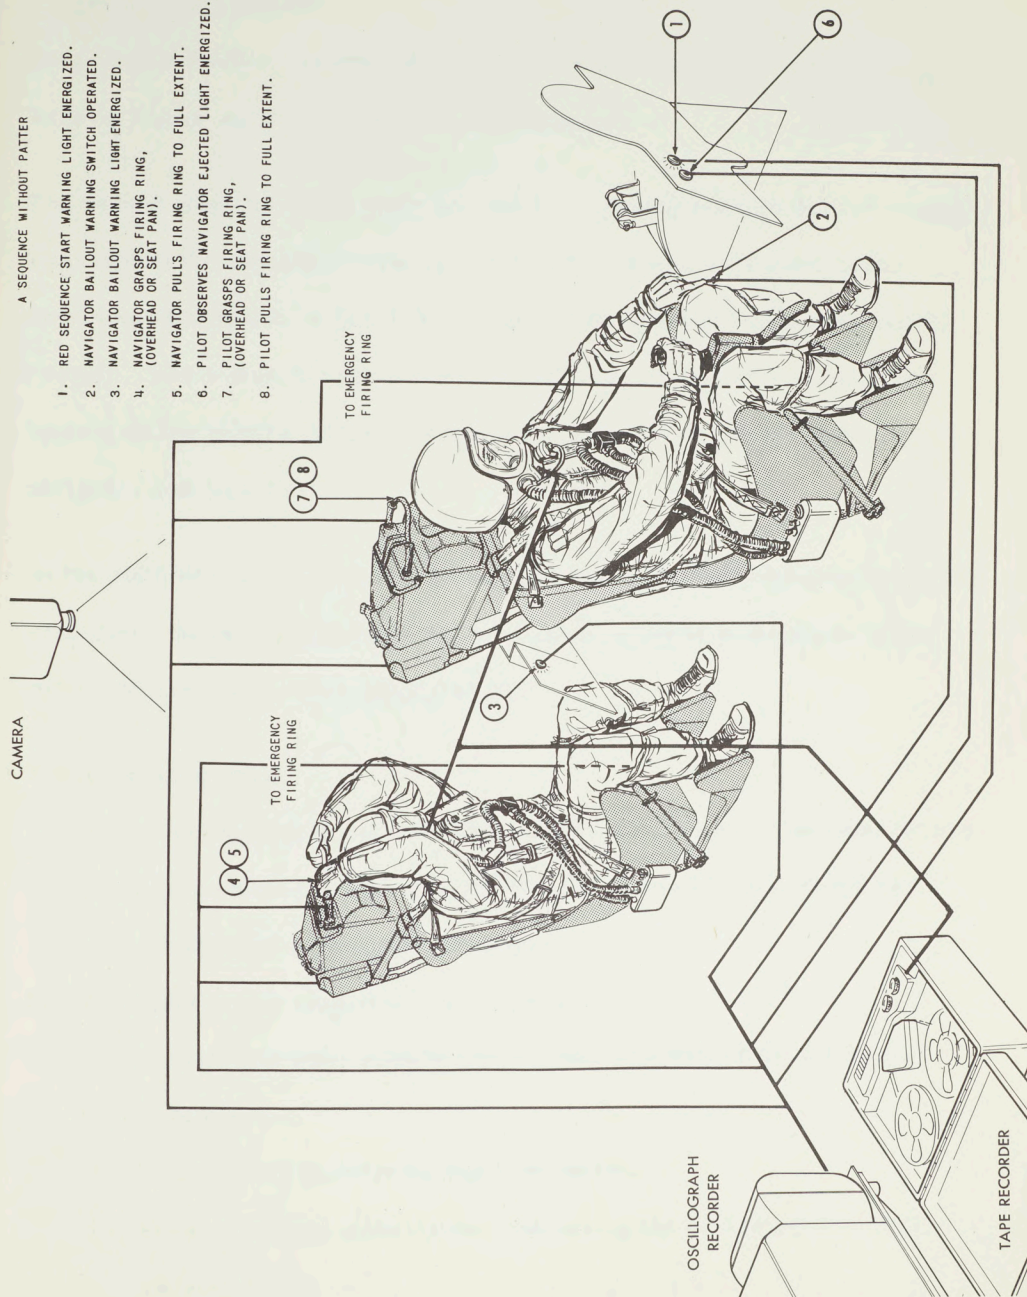 A SEQUENCE WITHOUT PATTER
1. RED SEQUENCE START WARNING LIGHT ENERGIZED.
2. NAVIGATOR BAILOUT WARNING SWITCH OPERATED.
3. NAVIGATOR BAILOUT WARNING LIGHT ENERGIZED.
4. NAVIGATOR GRASPS FIRING RING,
(OVERHEAD OR SEAT PAN).
5. NAVIGATOR PULLS FIRING RING TO FULL EXTENT.
6. PILOT OBSERVES NAVIGATOR EJECTED LIGHT ENERGIZED.
7. PILOT GRASPS FIRING RING,
(OVERHEAD OR SEAT PAN).
8. PILOT PULLS FIRING RING TO FULL EXTENT.
CAMERA
TO EMERGENCY
FIRING RING
TO EMERGENCY
FIRING RING
4 5
7 8
3
2
1
6
OSCILLOGRAPH
RECORDER
TAPE RECORDER